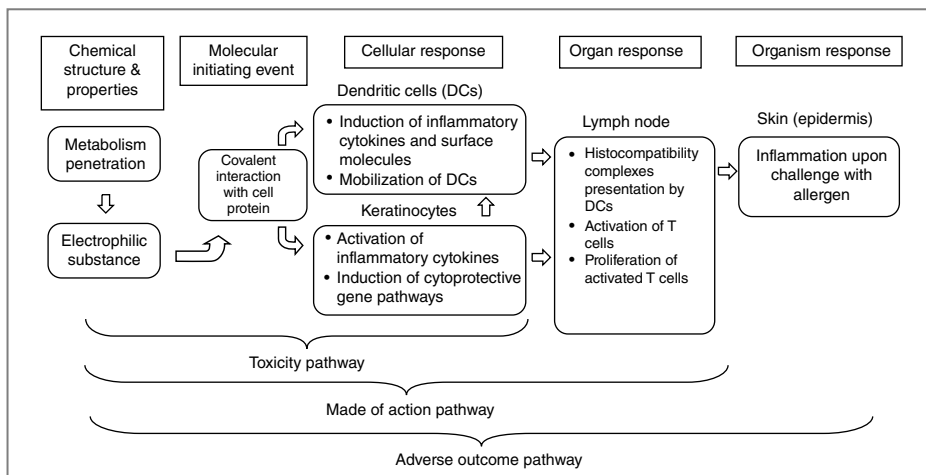 Chemical
structure &
properties
Molecular
initiating event
Cellular response
Organ response
Organism response
Metabolism
penetration
Electrophilic
substance
Covalent
interaction
with cell
protein
Dendritic cells (DCs)
• Induction of inflammatory
cytokines and surface
molecules
• Mobilization of DCs
Keratinocytes
• Activation of
inflammatory cytokines
• Induction of cytoprotective
gene pathways
Lymph node
• Histocompatibility
complexes
presentation by
DCs
• Activation of T
cells
• Proliferation of
activated T cells
Skin (epidermis)
Inflammation upon
challenge with
allergen
Toxicity pathway
Made of action pathway
Adverse outcome pathway